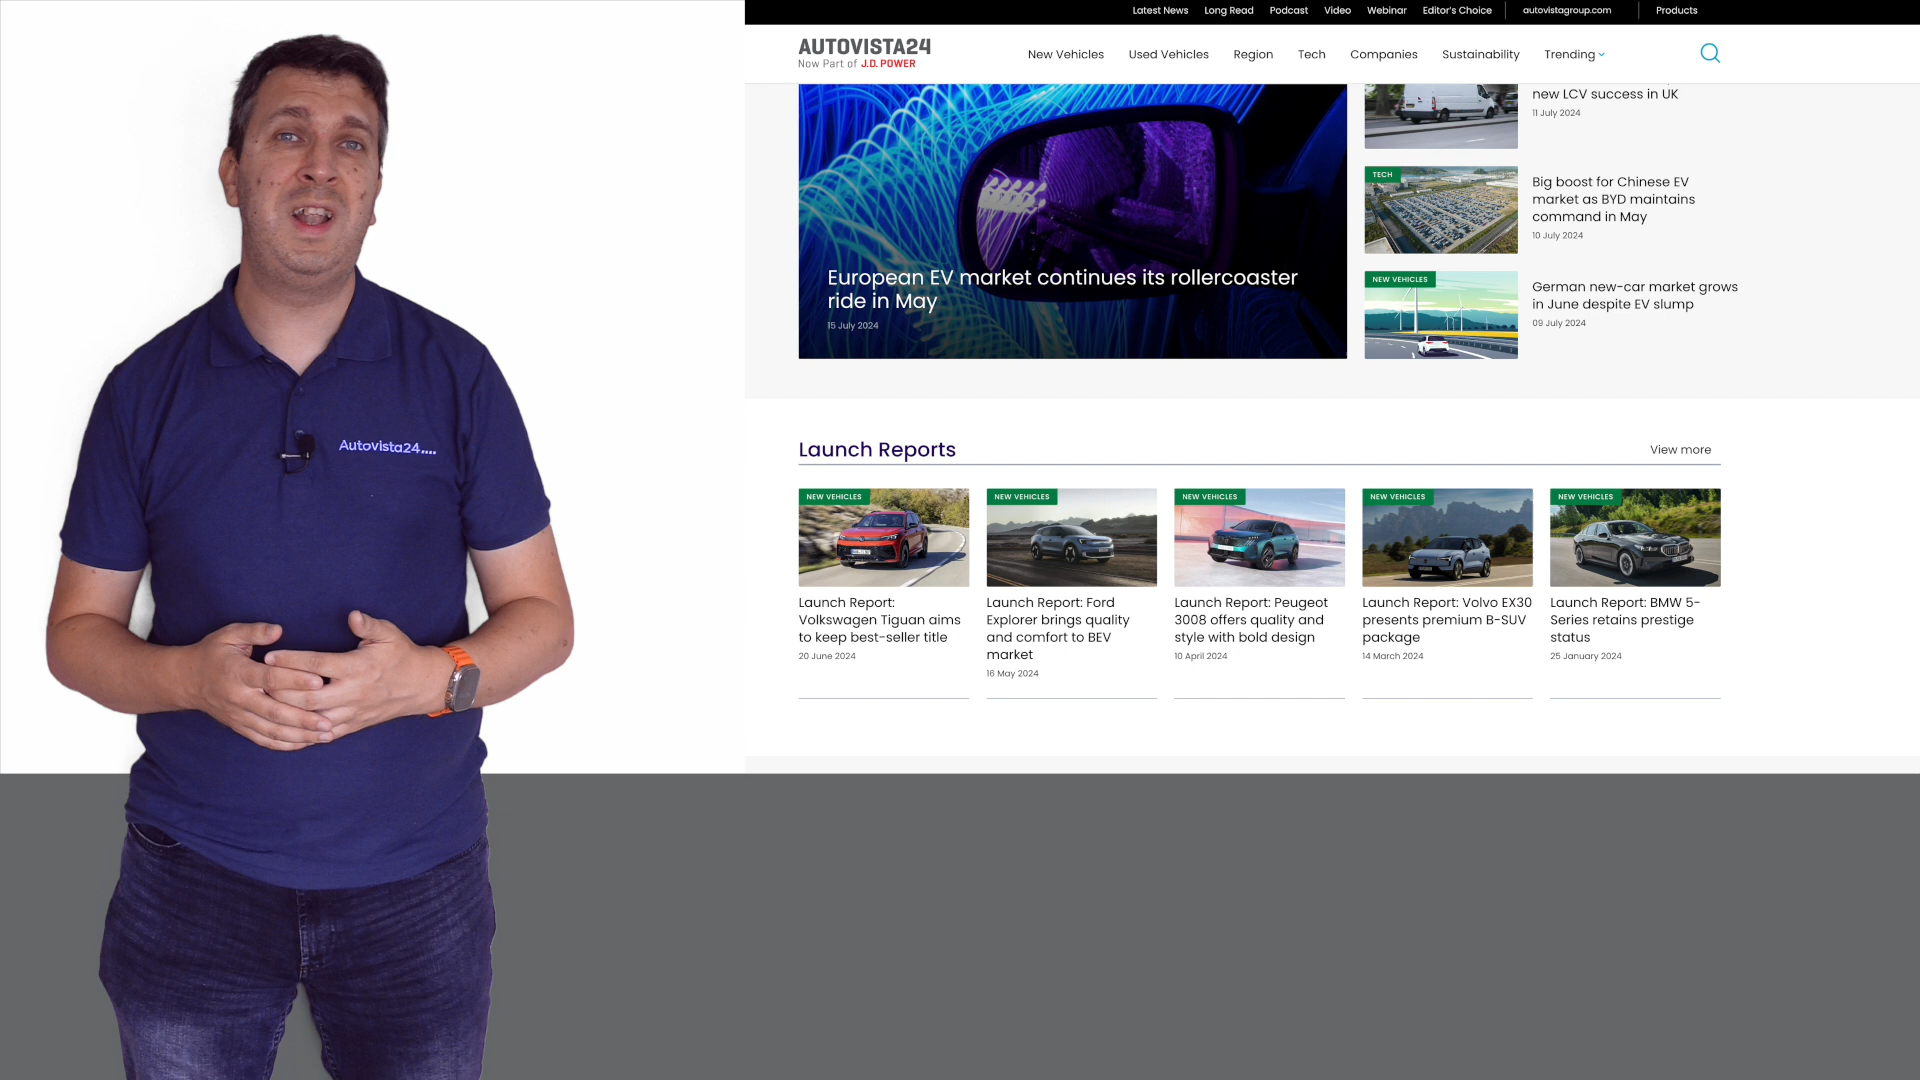 Latest News Long Read Podcast Video Webinar Editor's Choice autovistagroup.com Products
AUTOVISTA24
Now Part of J.D. POWER
New Vehicles Used Vehicles Region Tech Companies Sustainability Trending
European EV market continues its rollercoaster
ride in May
15 July 2024
new LCV success in UK
11 July 2024
TECH
Big boost for Chinese EV
market as BYD maintains
command in May
10 July 2024
NEW VEHICLES
German new-car market grows
in June despite EV slump
09 July 2024
Autovista24
Launch Reports
View more
NEW VEHICLES
Launch Report:
Volkswagen Tiguan aims
to keep best-seller title
20 June 2024
NEW VEHICLES
Launch Report: Ford
Explorer brings quality
and comfort to BEV
market
16 May 2024
NEW VEHICLES
Launch Report: Peugeot
3008 offers quality and
style with bold design
10 April 2024
NEW VEHICLES
Launch Report: Volvo EX30
presents premium B-SUV
package
14 March 2024
NEW VEHICLES
Launch Report: BMW 5-
Series retains prestige
status
25 January 2024